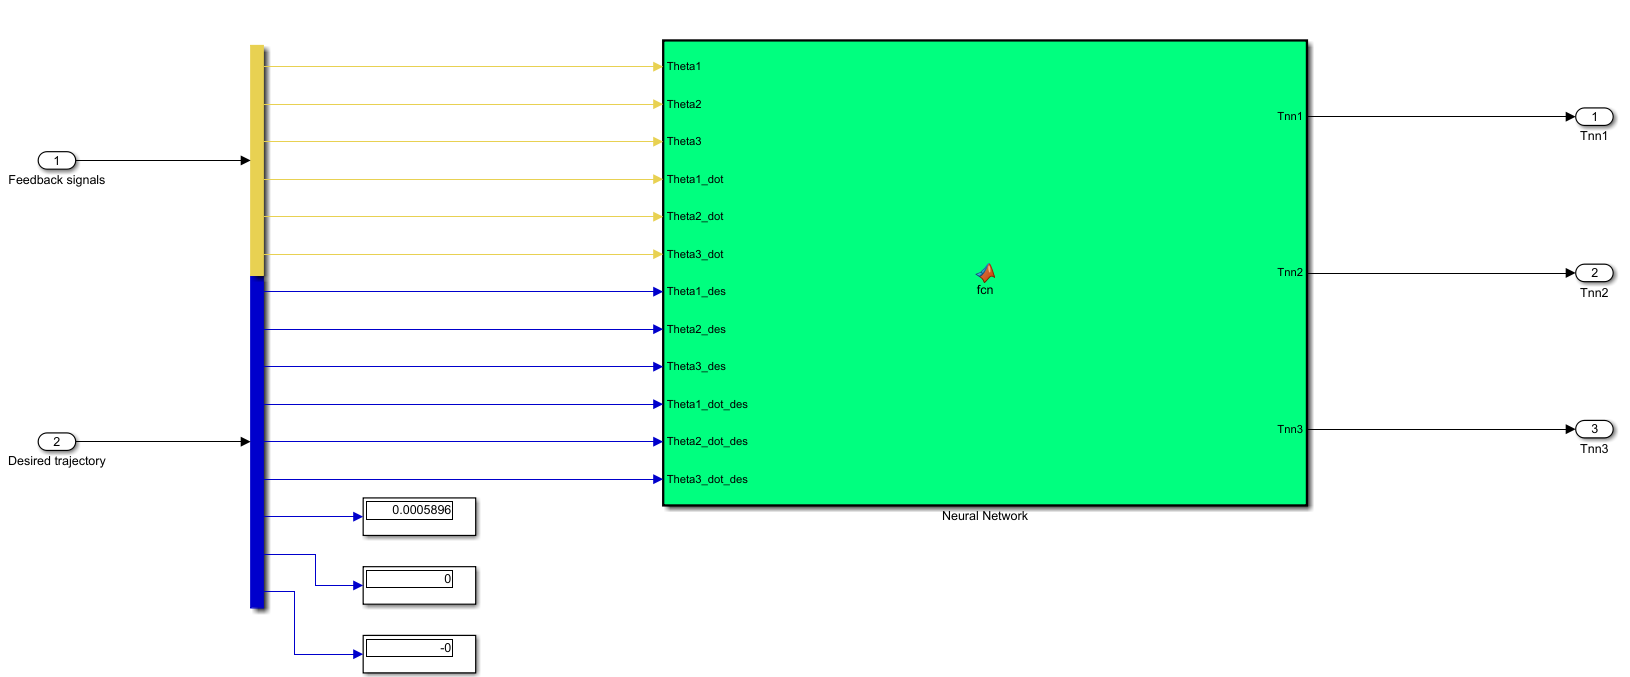 Theta1
Theta2
Theta3
Theta1_dot
Theta2_dot
Theta3_dot
Theta1_des
Theta2_des
Theta3_des
Theta1_dot_des
Theta2_dot_des
Theta3_dot_des
1
Feedback signals
2
Desired trajectory
fcn
Neural Network
Tnn1
Tnn2
Tnn3
1
Tnn1
2
Tnn2
3
Tnn3
0.0005896
0
-0